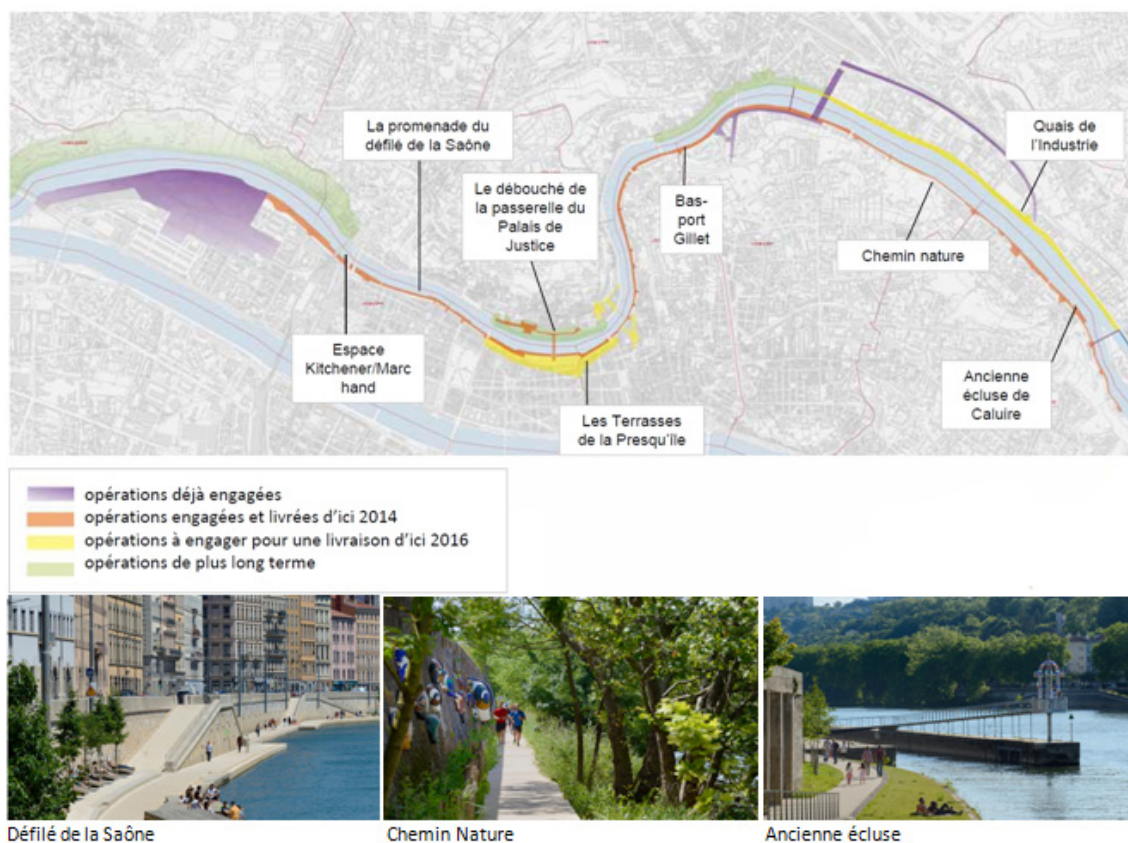 La promenade du
défilé de la Saône
Quais de
l'Industrie
Le débouché de
la passerelle du
Palais de
Justice
Bas-
port
Gillet
Chemin nature
Espace
Kitchener/Marc
hand
Ancienne
écluse de
Caluire
Les Terrasses
de la Presqu'île
opérations déjà engagées
opérations engagées et livrées d'ici 2014
opérations à engager pour une livraison d'ici 2016
opérations de plus long terme
Défilé de la Saône
Chemin Nature
Ancienne écluse